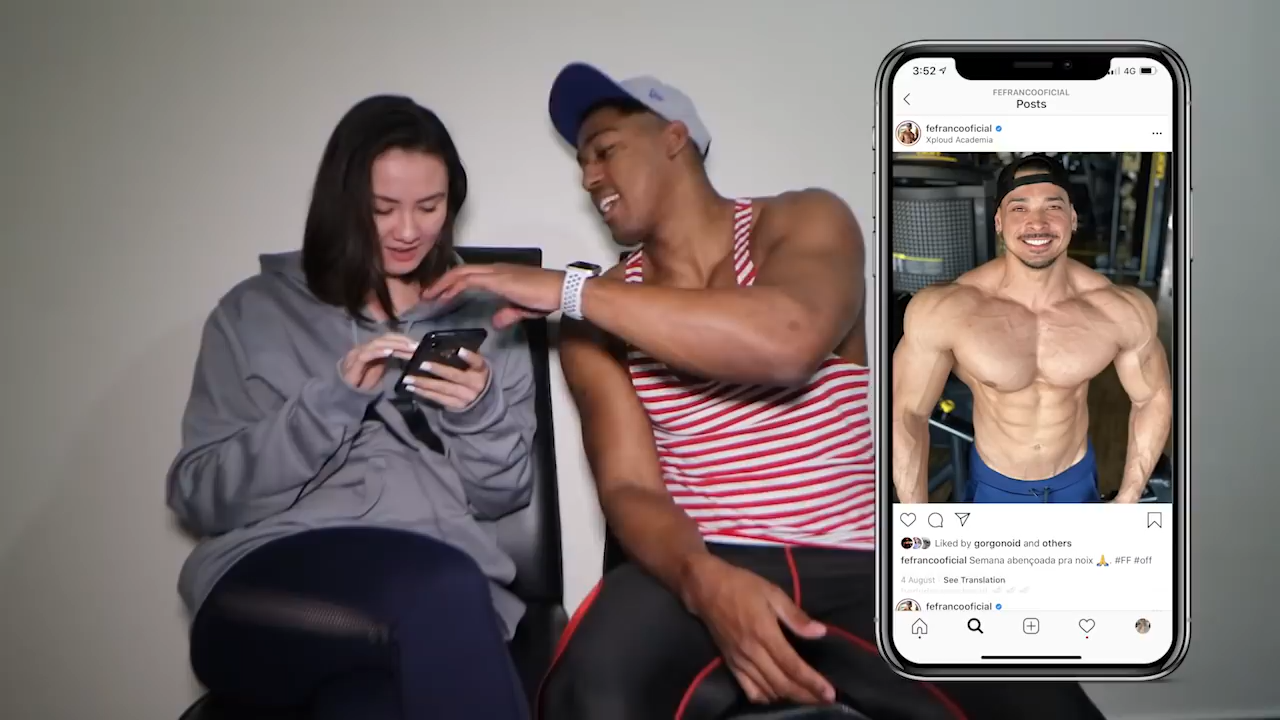 3:52
4G
FEFRANCOOFICIAL
Posts
fefrancooficial
Xploud Academia
Liked by gorgonoid and others
fefrancooficial Semana abençoada pra noix 🙏. #FF #off
4 August · See Translation
fefrancooficial